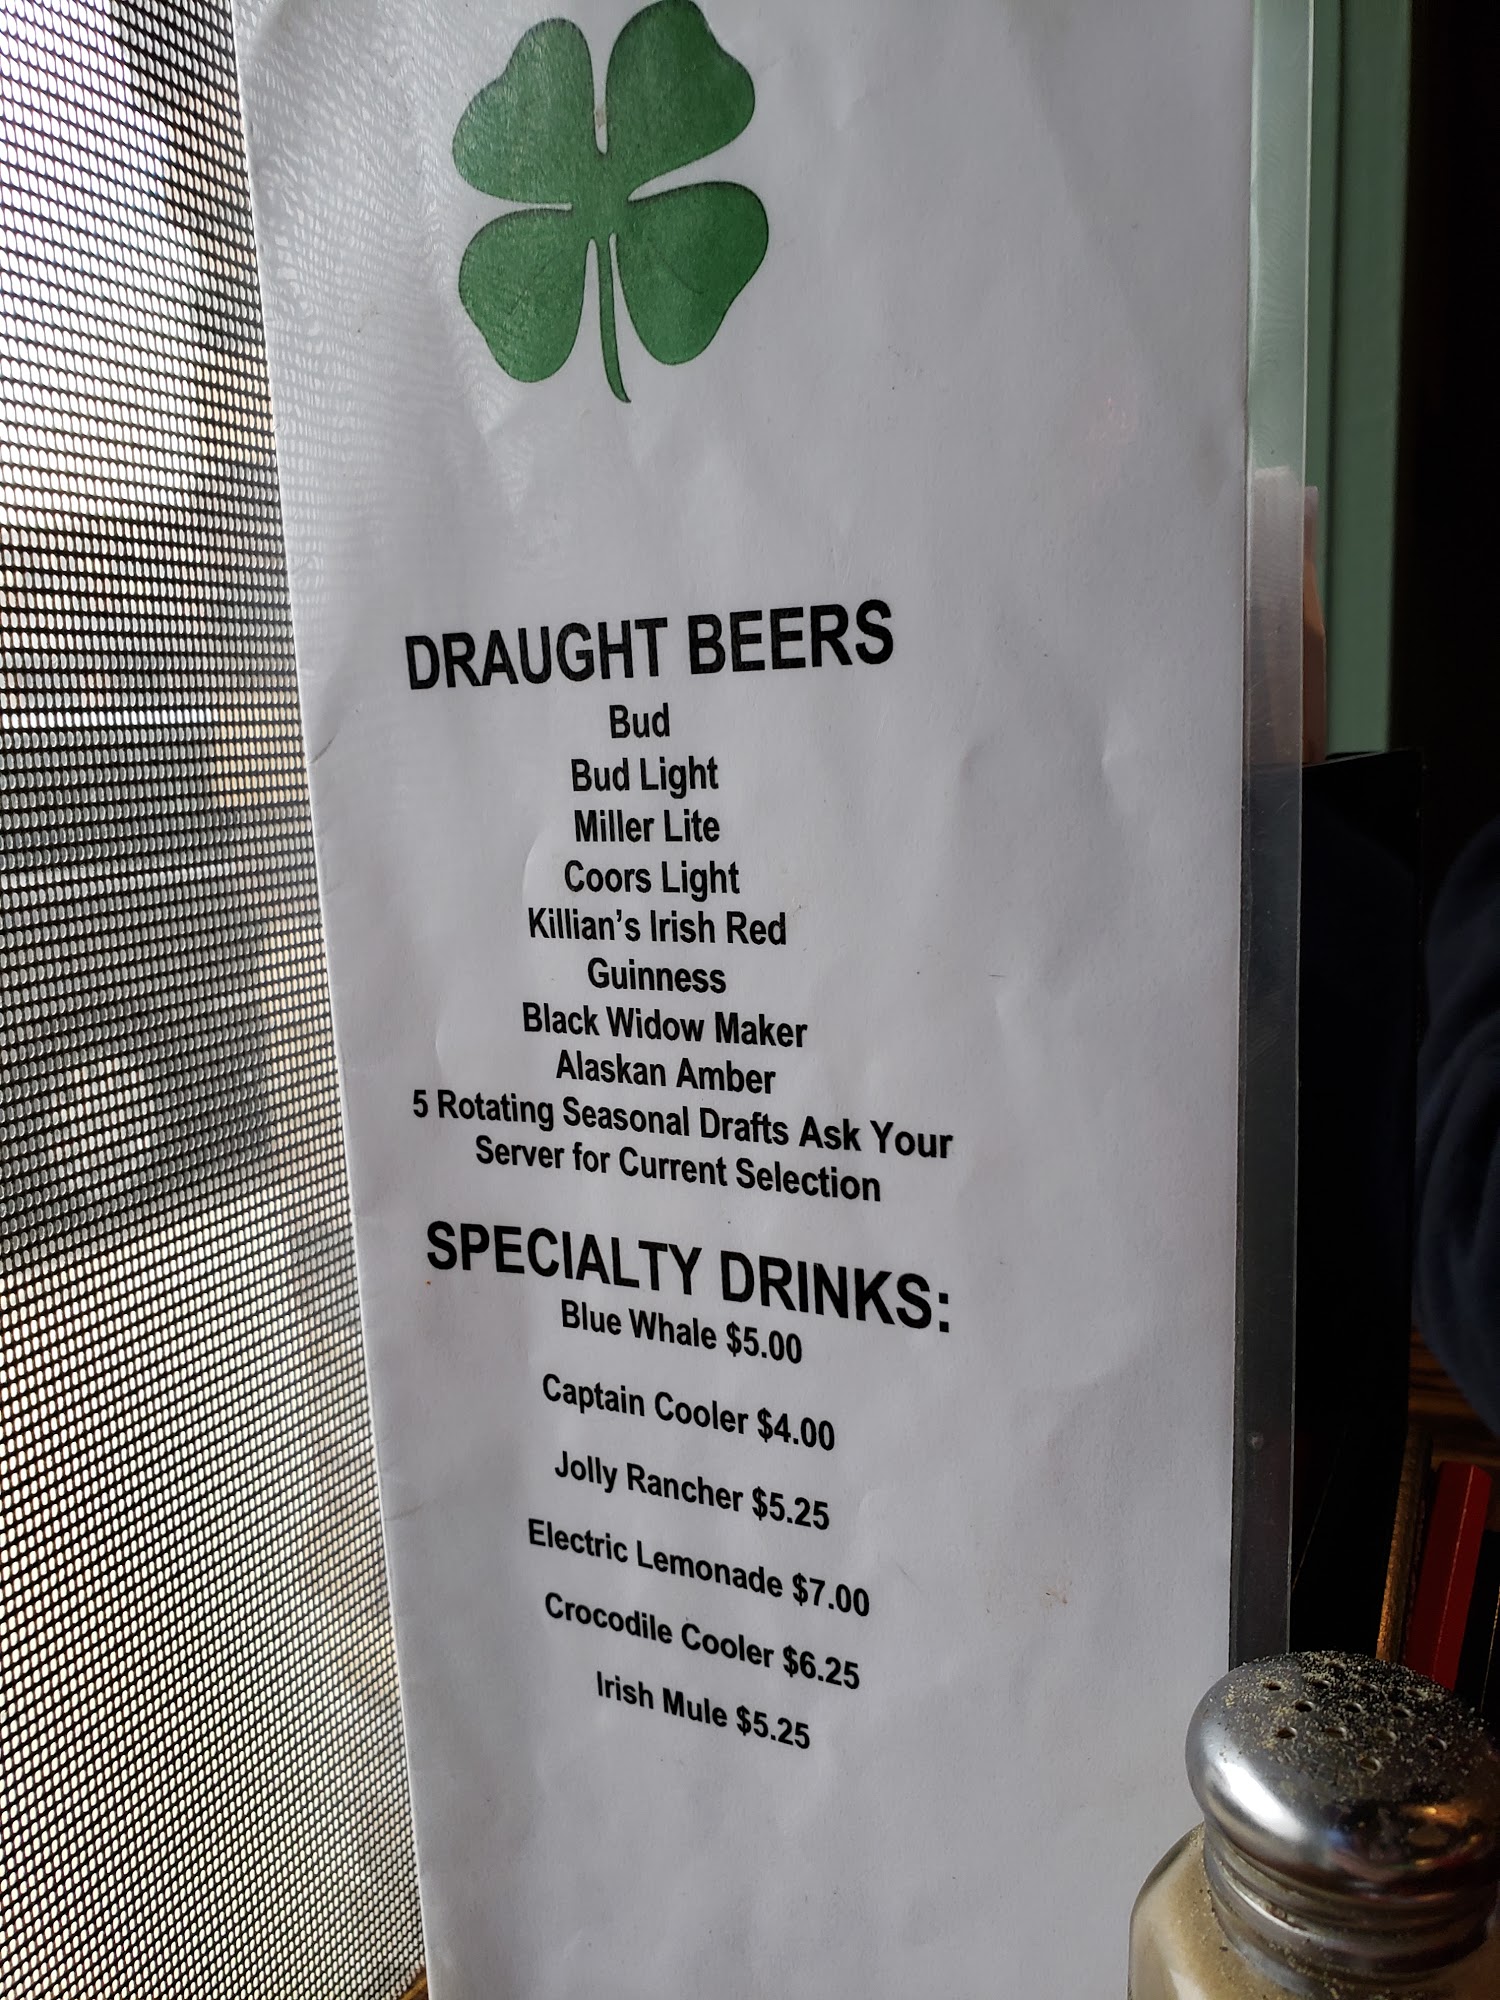 DRAUGHT BEERS
Bud
Bud Light
Miller Lite
Coors Light
Killian's Irish Red
Guinness
Black Widow Maker
Alaskan Amber
5 Rotating Seasonal Drafts Ask Your
Server for Current Selection
SPECIALTY DRINKS:
Blue Whale $5.00
Captain Cooler $4.00
Jolly Rancher $5.25
Electric Lemonade $7.00
Crocodile Cooler $6.25
Irish Mule $5.25